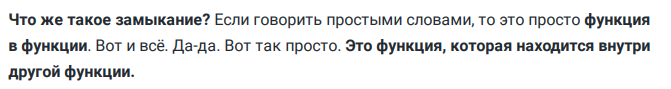 Что же такое замыкание? Если говорить простыми словами, то это просто функция
в функции. Вот и всё. Да-да. Вот так просто. Это функция, которая находится внутри
другой функции.